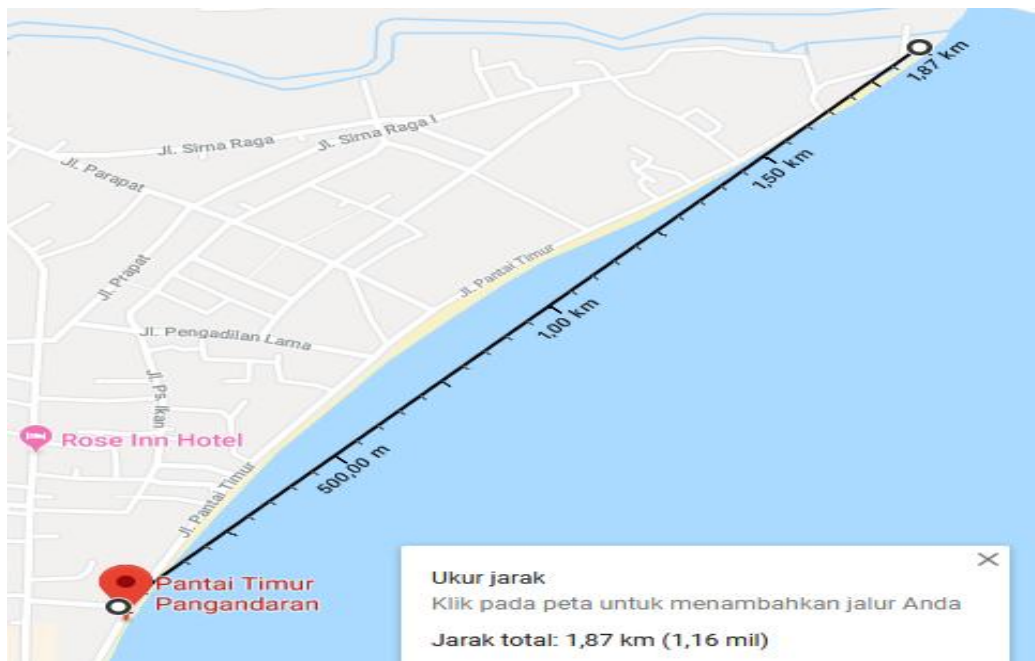 1,87 km
Jl. Sirna Raga I
Jl. Sirna Raga
Jl. Parapat
1,50 km
Jl. Pantai Timur
Jl. Prapat
1,00 km
Jl. Pengadilan Lama
Jl. Ps. Ikan
Rose Inn Hotel
500,00 m
Jl. Pantai Timur
Pantai Timur
Pangandaran
Ukur jarak
Klik pada peta untuk menambahkan jalur Anda
Jarak total: 1,87 km (1,16 mil)